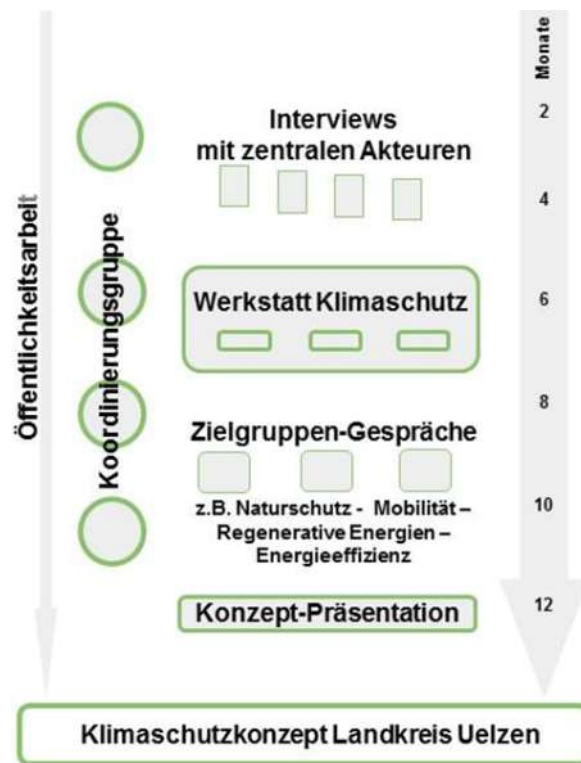 Monate
2
Interviews
mit zentralen Akteuren
4
Öffentlichkeitsarbeit
Koordinierungsgruppe
6
Werkstatt Klimaschutz
8
Zielgruppen-Gespräche
10
z.B. Naturschutz - Mobilität –
Regenerative Energien –
Energieeffizienz
12
Konzept-Präsentation
Klimaschutzkonzept Landkreis Uelzen